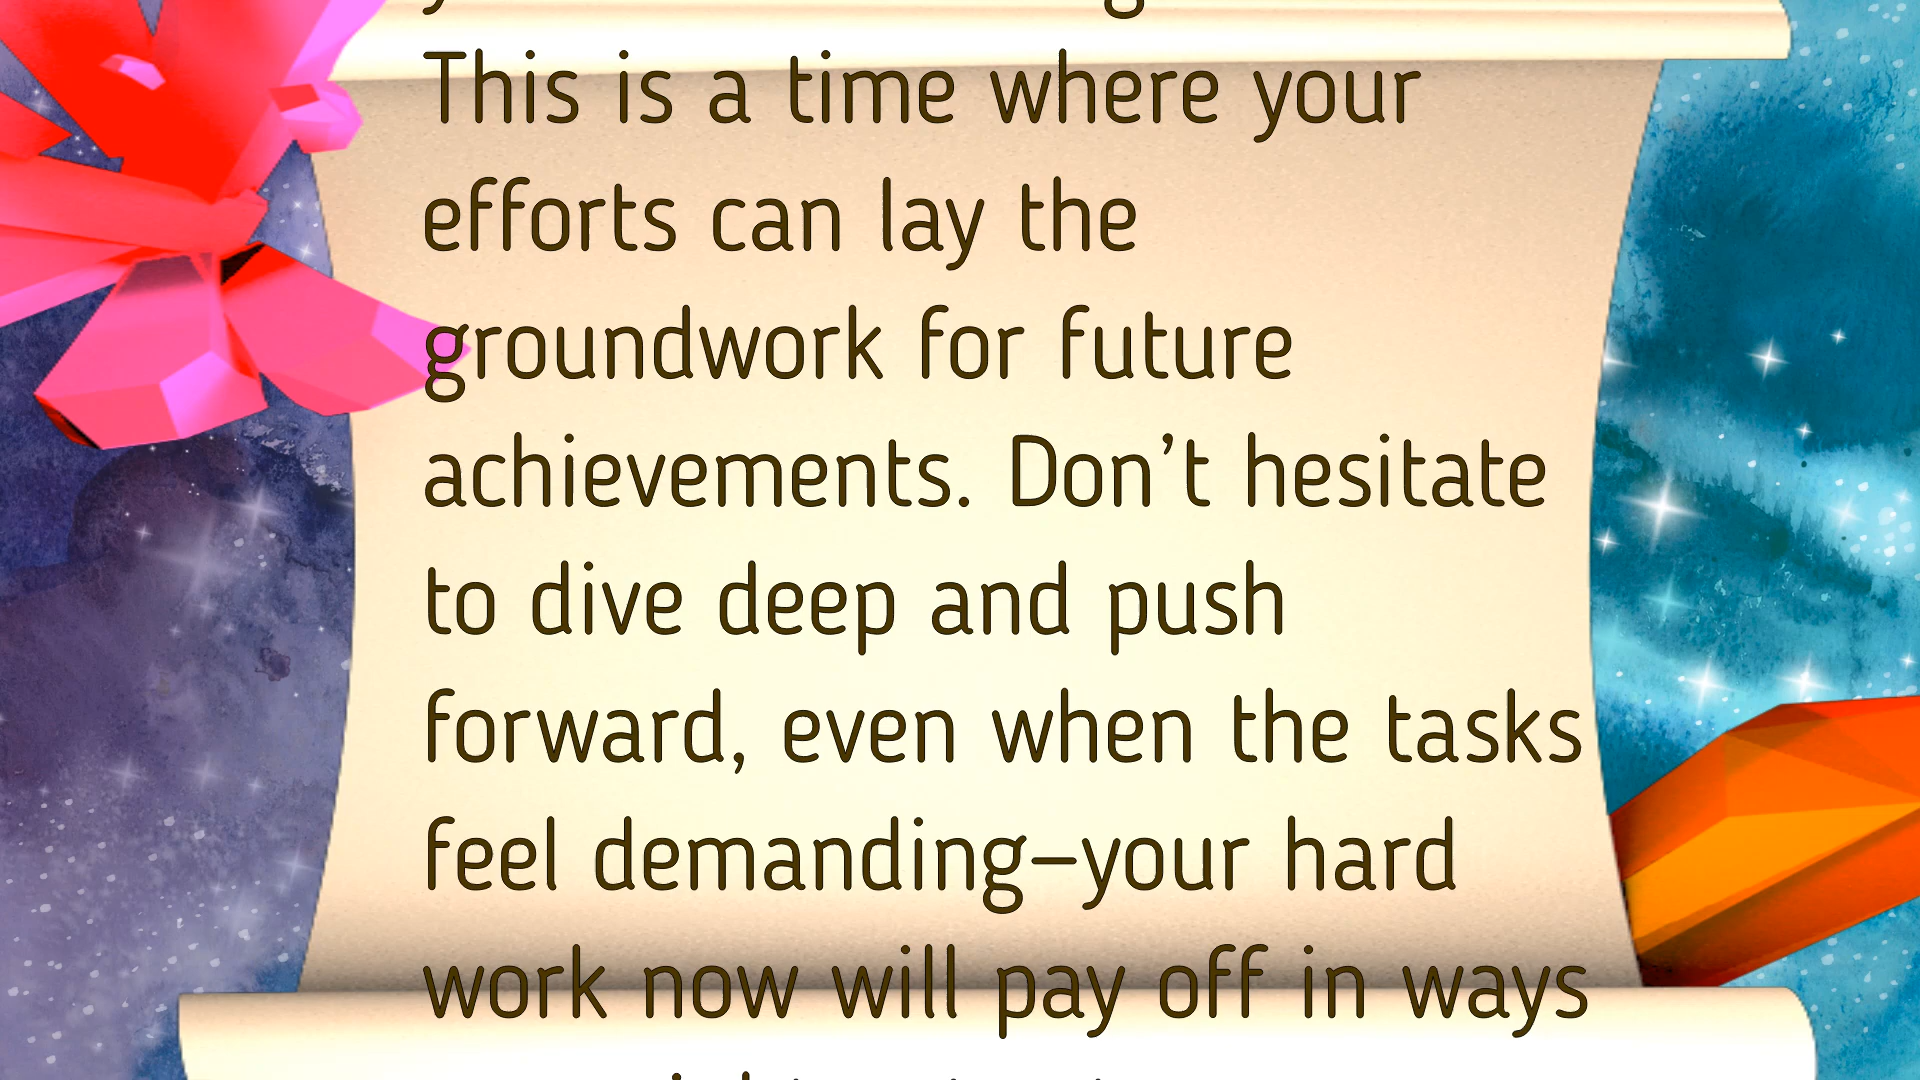 This is a time where your
efforts can lay the
groundwork for future
achievements. Don’t hesitate
to dive deep and push
forward, even when the tasks
feel demanding–your hard
work now will pay off in ways